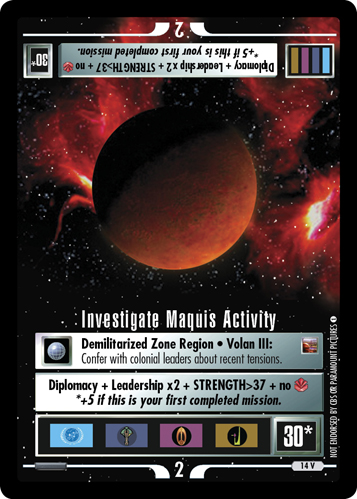 2
*+5 if this is your first completed mission.
Diplomacy + Leadership x2 + STRENGTH>37 + no
30*
Investigate Maquis Activity
Demilitarized Zone Region • Volan III:
Confer with colonial leaders about recent tensions.
Diplomacy + Leadership x2 + STRENGTH>37 + no
*+5 if this is your first completed mission.
30*
2
14 V
NOT ENDORSED BY CBS OR PARAMOUNT PICTURES